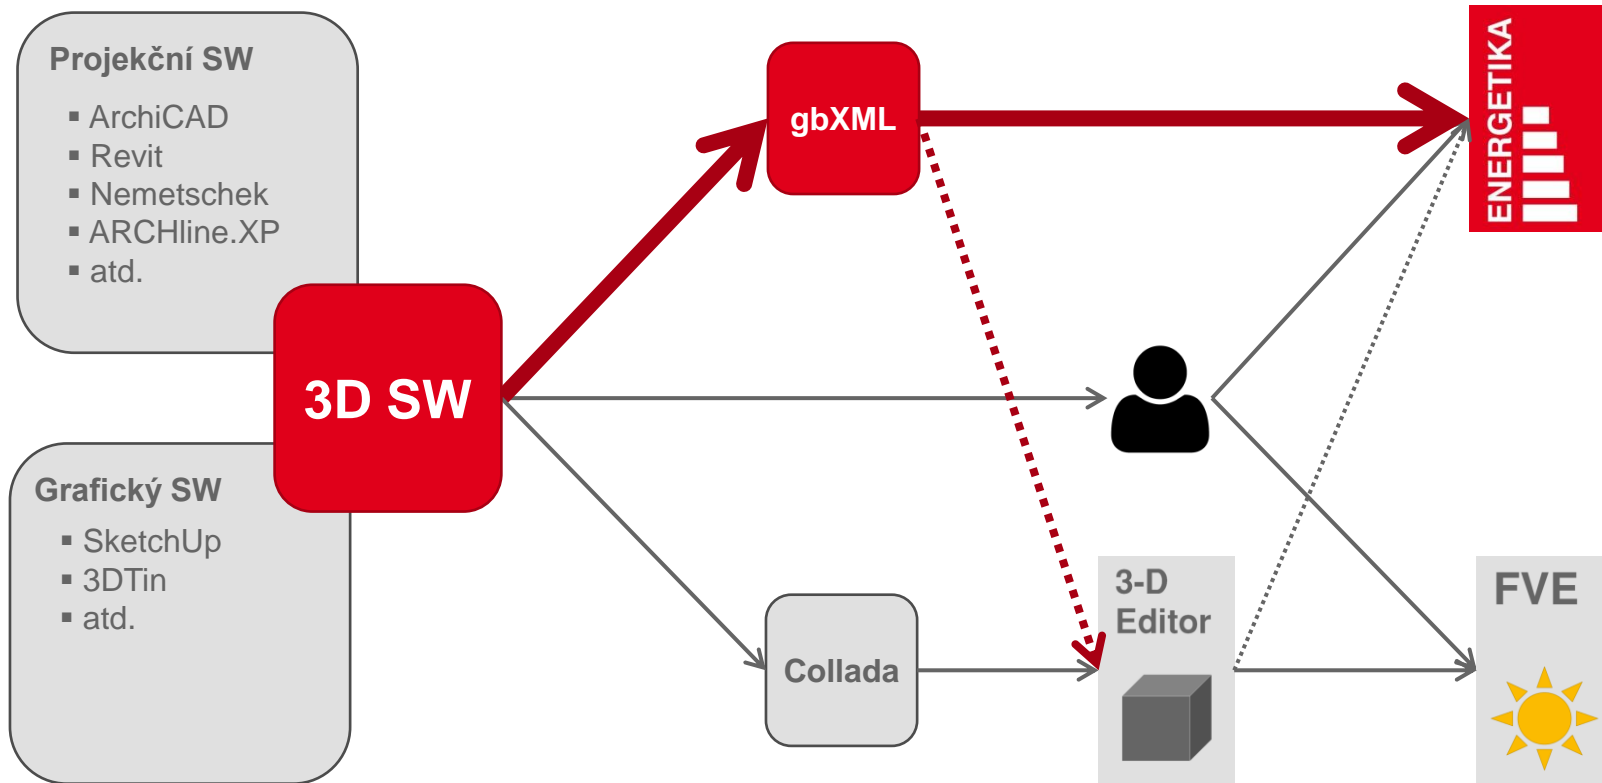 Projekční SW
▪ ArchiCAD
▪ Revit
▪ Nemetschek
▪ ARCHline.XP
▪ atd.
3D SW
Grafický SW
▪ SketchUp
▪ 3DTin
▪ atd.
gbXML
Collada
3-D
Editor
ENERGETIKA
FVE